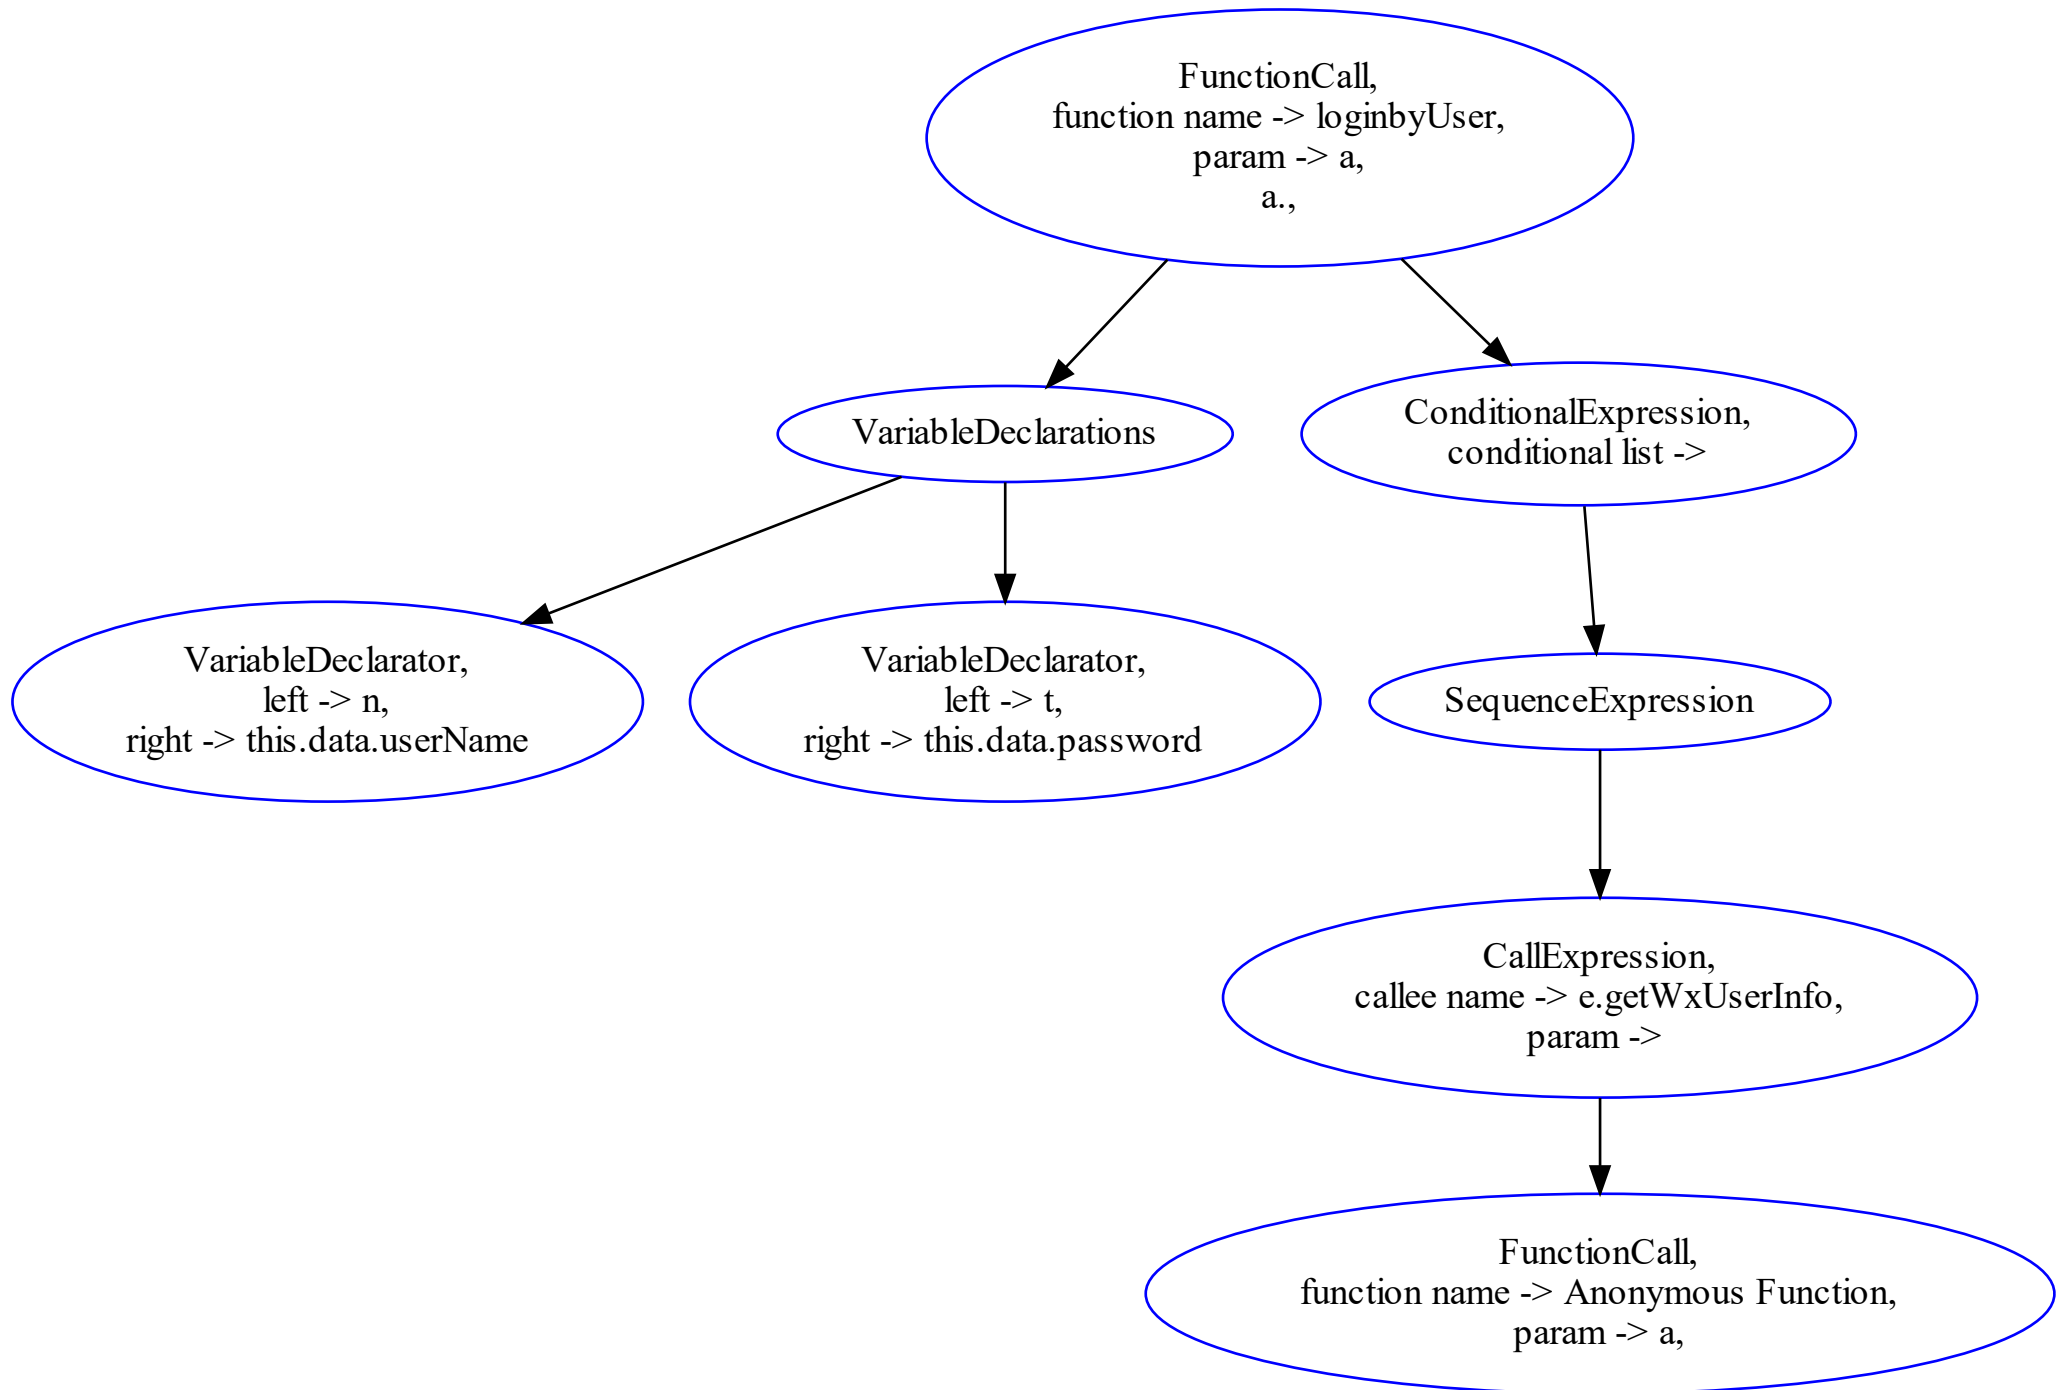 FunctionCall,
function name -> loginbyUser,
param -> a,
a.,
VariableDeclarations
ConditionalExpression,
conditional list ->
VariableDeclarator,
left -> n,
right -> this.data.userName
VariableDeclarator,
left -> t,
right -> this.data.password
SequenceExpression
CallExpression,
callee name -> e.getWxUserInfo,
param ->
FunctionCall,
function name -> Anonymous Function,
param -> a,